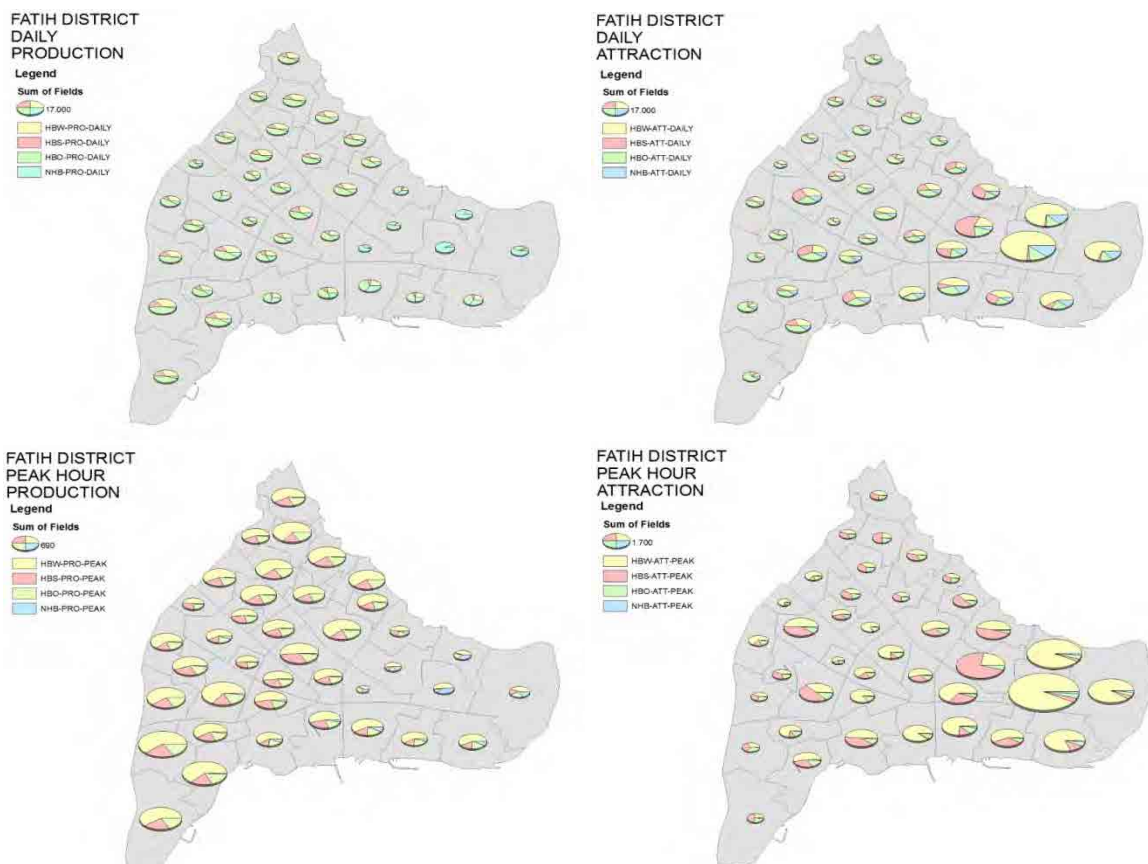 FATIH DISTRICT
DAILY
PRODUCTION
Legend
Sum of Fields
17.000
HBW-PRO-DAILY
HBS-PRO-DAILY
HBO-PRO-DAILY
NHB-PRO-DAILY
FATIH DISTRICT
DAILY
ATTRACTION
Legend
Sum of Fields
17.000
HBW-ATT-DAILY
HBS-ATT-DAILY
HBO-ATT-DAILY
NHB-ATT-DAILY
FATIH DISTRICT
PEAK HOUR
PRODUCTION
Legend
Sum of Fields
690
HBW-PRO-PEAK
HBS-PRO-PEAK
HBO-PRO-PEAK
NHB-PRO-PEAK
FATIH DISTRICT
PEAK HOUR
ATTRACTION
Legend
Sum of Fields
1.700
HBW-ATT-PEAK
HBS-ATT-PEAK
HBO-ATT-PEAK
NHB-ATT-PEAK